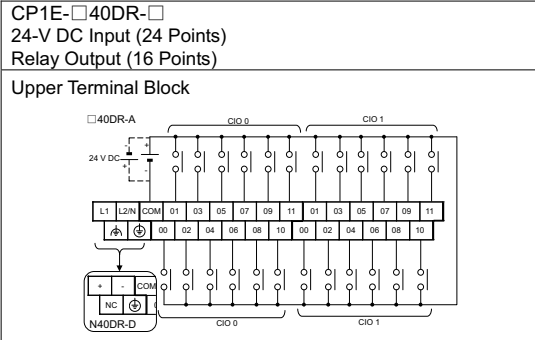 CP1E-□40DR-□
24-V DC Input (24 Points)
Relay Output (16 Points)
Upper Terminal Block
□40DR-A
CIO 0
CIO 1
- +
24 V DC
+ -
L1 L2/N COM 01 03 05 07 09 11 01 03 05 07 09 11
00 02 04 06 08 10 00 02 04 06 08 10
+ - COM
NC
N40DR-D
CIO 0
CIO 1